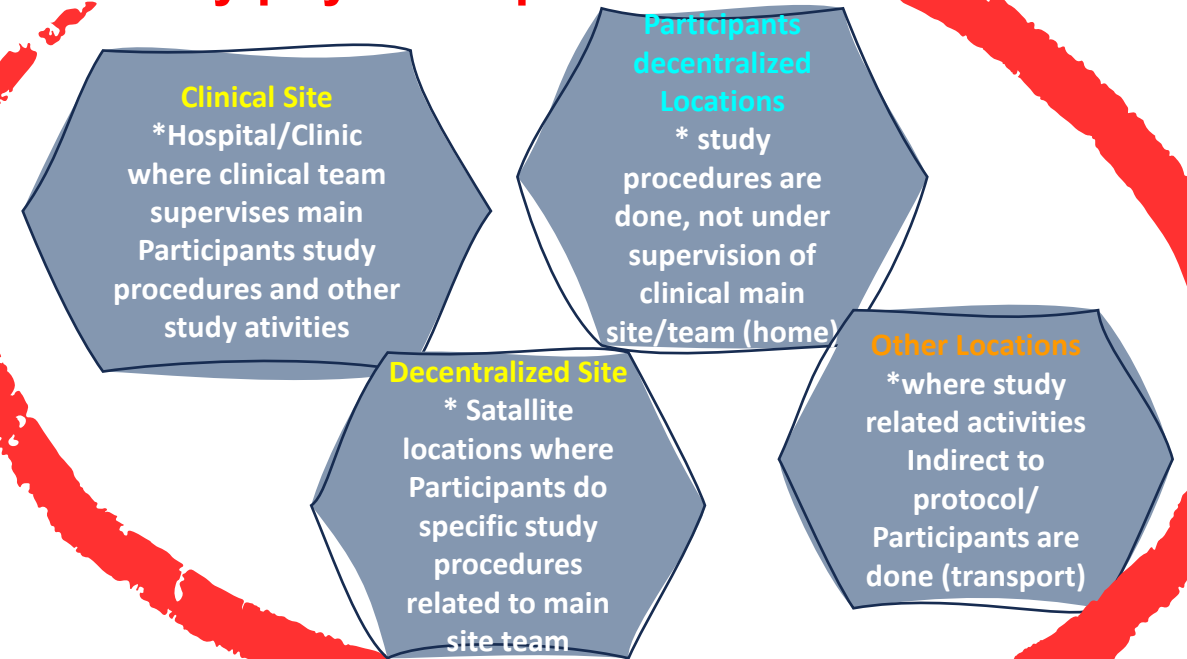 Clinical Site
*Hospital/Clinic
where clinical team
supervises main
Participants study
procedures and other
study ativities
Participants
decentralized
Locations
* study
procedures are
done, not under
supervision of
clinical main
site/team (home)
Decentralized Site
* Satallite
locations where
Participants do
specific study
procedures
related to main
site team
Other Locations
*where study
related activities
Indirect to
protocol/
Participants are
done (transport)